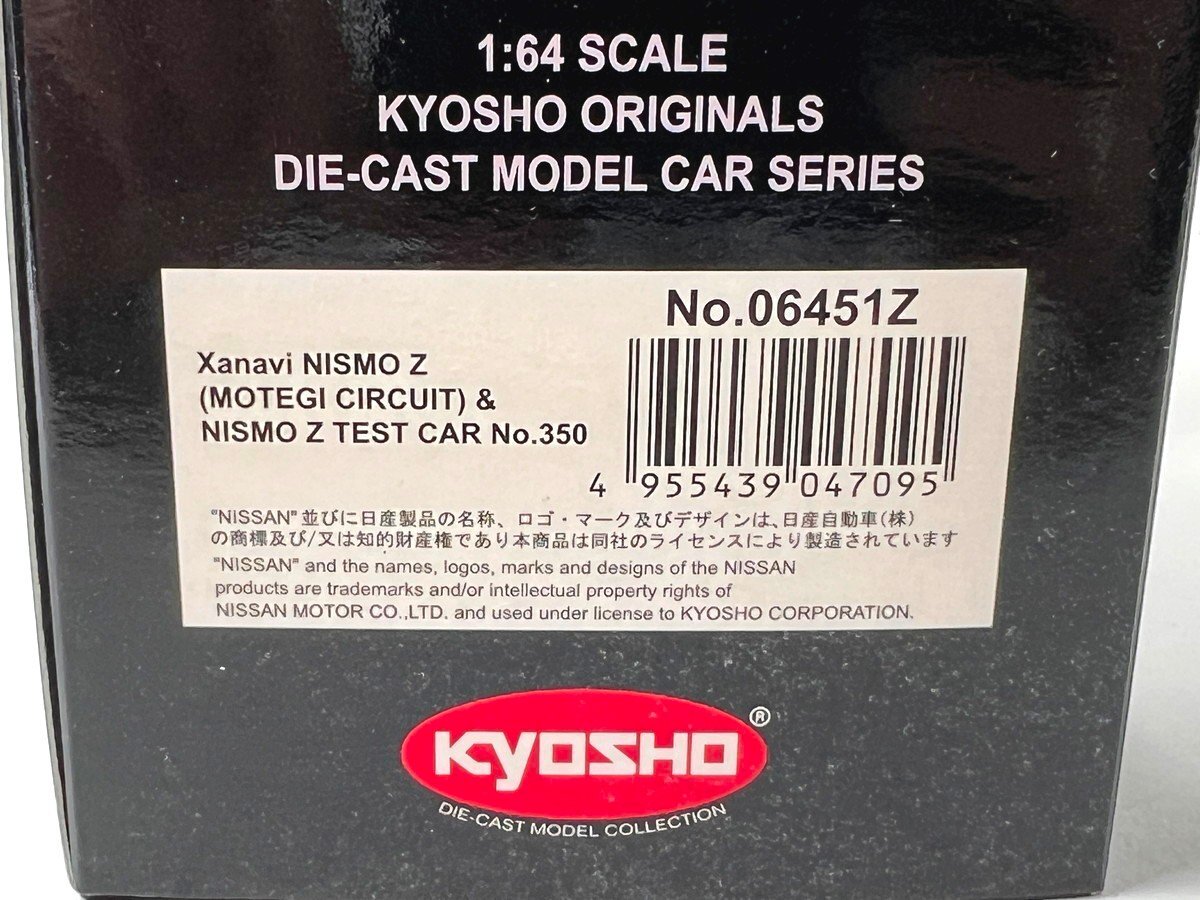 1:64 SCALE
KYOSHO ORIGINALS
DIE-CAST MODEL CAR SERIES
No.06451Z
Xanavi NISMO Z
(MOTEGI CIRCUIT) &
NISMO Z TEST CAR No.350
4 955439 047095
"NISSAN" 並びに日産製品の名称、ロゴ・マーク及びデザインは、日産自動車(株)
の商標及び/又は知的財産権であり本商品は同社のライセンスにより製造されています
"NISSAN" and the names, logos, marks and designs of the NISSAN
products are trademarks and/or intellectual property rights of
NISSAN MOTOR CO.,LTD. and used under license to KYOSHO CORPORATION.
KYOSHO ®
DIE-CAST MODEL COLLECTION